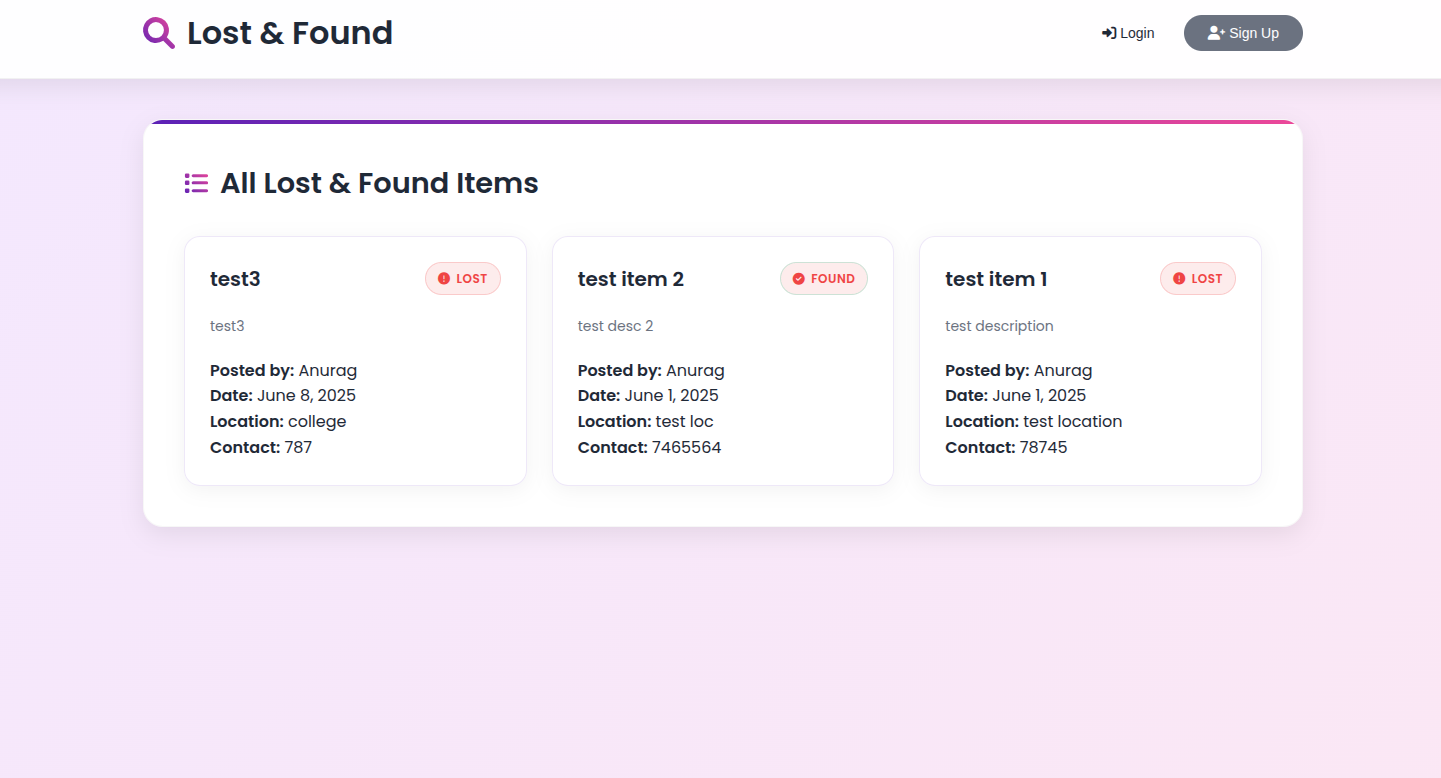 Lost & Found
Login
Sign Up
All Lost & Found Items
test3
LOST
test3
Posted by: Anurag
Date: June 8, 2025
Location: college
Contact: 787
test item 2
FOUND
test desc 2
Posted by: Anurag
Date: June 1, 2025
Location: test loc
Contact: 7465564
test item 1
LOST
test description
Posted by: Anurag
Date: June 1, 2025
Location: test location
Contact: 78745